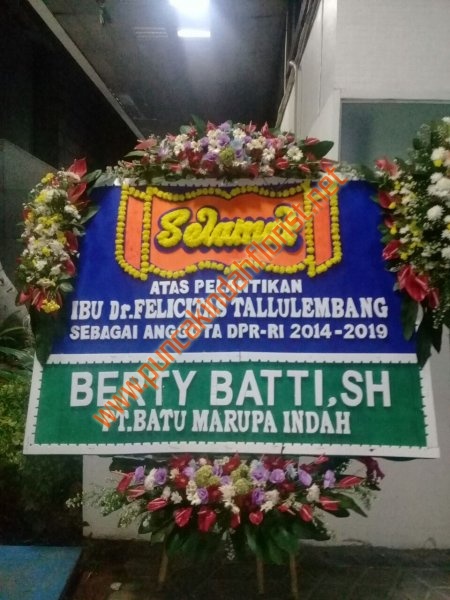 Selamat
ATAS PELANTIKAN
IBU Dr.FELICITAS TALLULEMBANG
SEBAGAI ANGGOTA DPR-RI 2014-2019
BERTY BATTI,SH
PT.BATU MARUPA INDAH